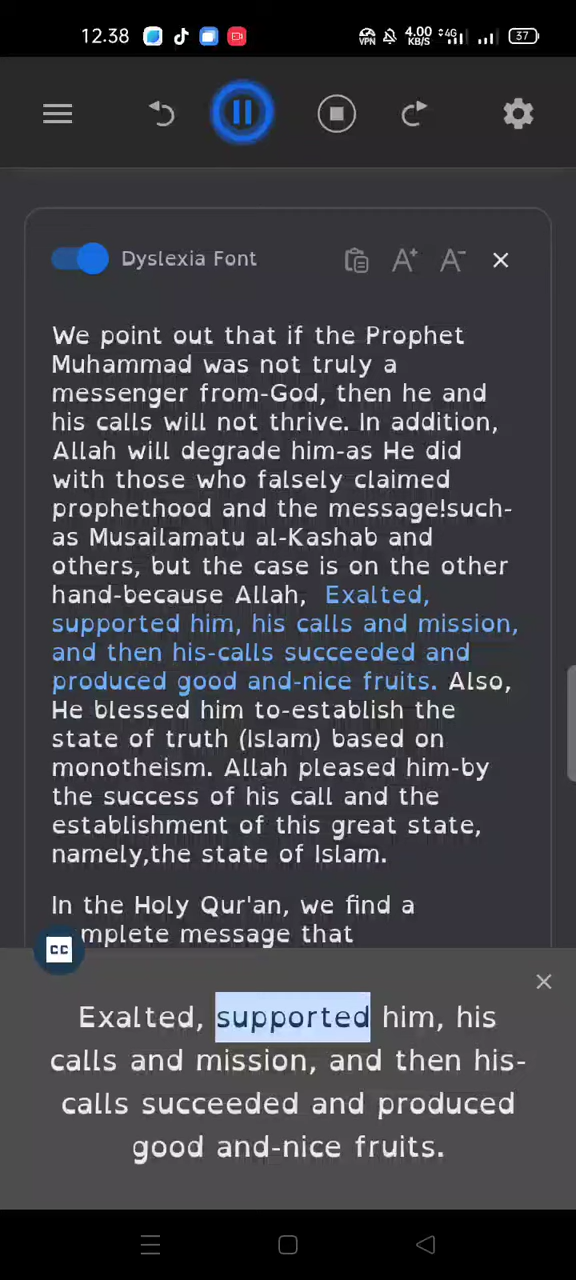 12.38
VPN
4.00
KB/S
4G
37
Dyslexia Font
A+ A-
We point out that if the Prophet
Muhammad was not truly a
messenger from-God, then he and
his calls will not thrive. In addition,
Allah will degrade him-as He did
with those who falsely claimed
prophethood and the message!such-
as Musailamatu al-Kashab and
others, but the case is on the other
hand-because Allah,  Exalted,
supported him, his calls and mission,
and then his-calls succeeded and
produced good and-nice fruits. Also,
He blessed him to-establish the
state of truth (Islam) based on
monotheism. Allah pleased him-by
the success of his call and the
establishment of this great state,
namely,the state of Islam.
In the Holy Qur'an, we find a
mplete message that
CC
Exalted, supported him, his
calls and mission, and then his-
calls succeeded and produced
good and-nice fruits.